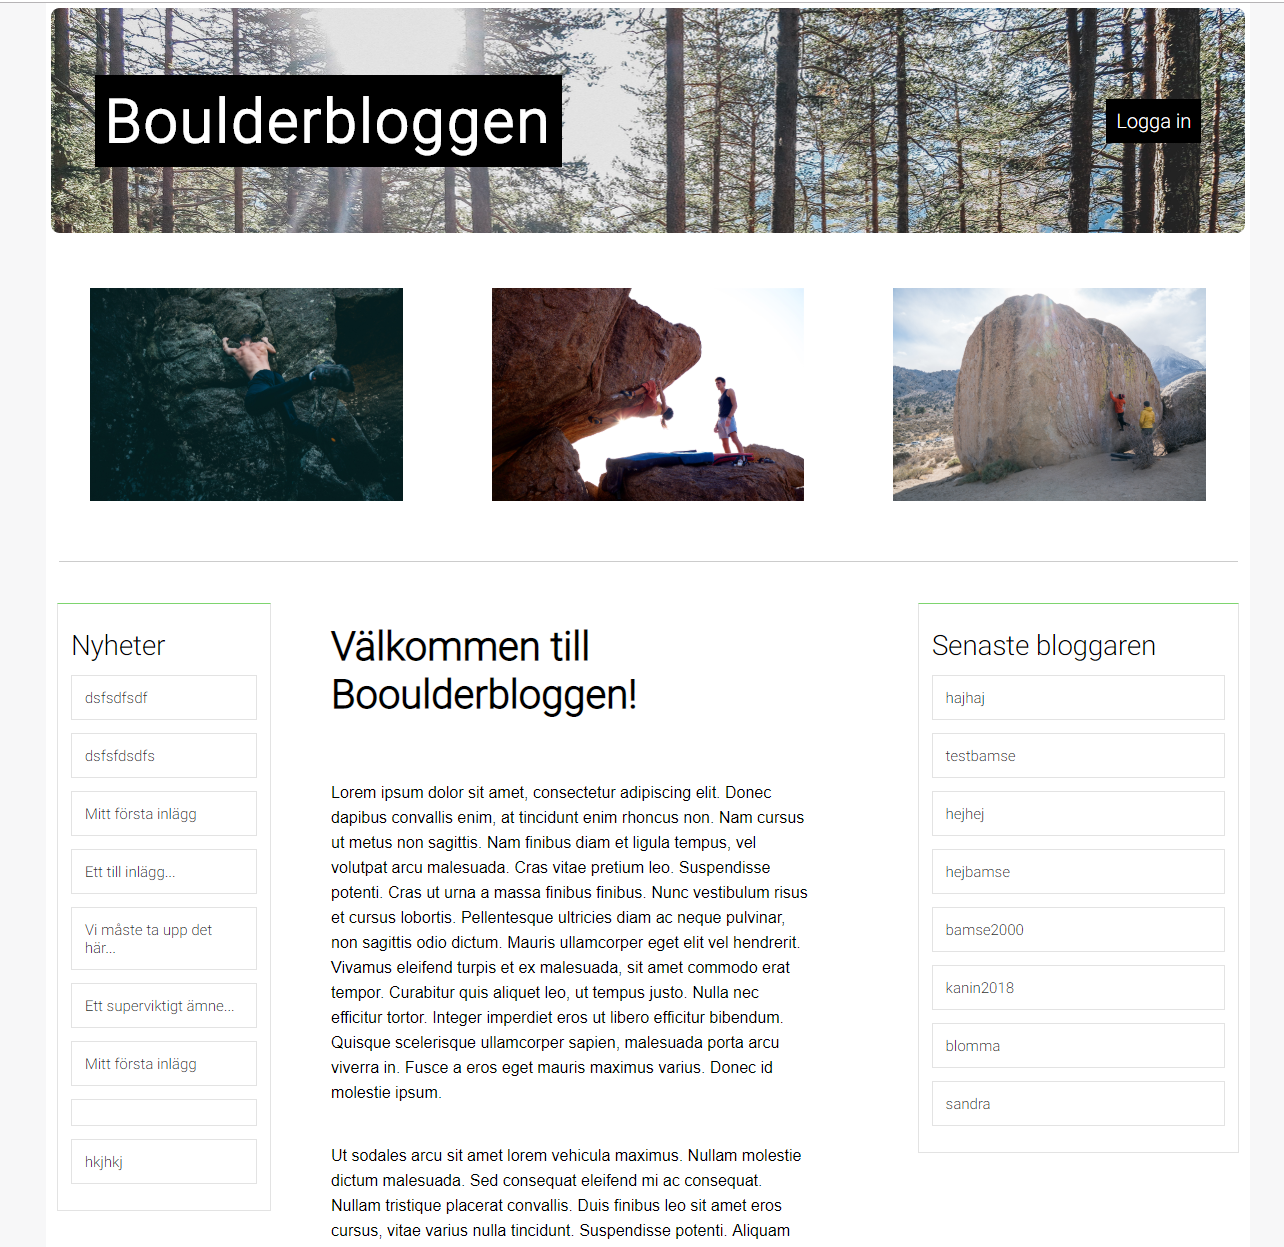 Boulderbloggen
Logga in
Nyheter
dsfsdfsdf
dsfsfdsdfs
Mitt första inlägg
Ett till inlägg...
Vi måste ta upp det
här...
Ett superviktigt ämne...
Mitt första inlägg
hkjhkj
Välkommen till
Booulderbloggen!
Lorem ipsum dolor sit amet, consectetur adipiscing elit. Donec
dapibus convallis enim, at tincidunt enim rhoncus non. Nam cursus
ut metus non sagittis. Nam finibus diam et ligula tempus, vel
volutpat arcu malesuada. Cras vitae pretium leo. Suspendisse
potenti. Cras ut urna a massa finibus finibus. Nunc vestibulum risus
et cursus lobortis. Pellentesque ultricies diam ac neque pulvinar,
non sagittis odio dictum. Mauris ullamcorper eget elit vel hendrerit.
Vivamus eleifend turpis et ex malesuada, sit amet commodo erat
tempor. Curabitur quis aliquet leo, ut tempus justo. Nulla nec
efficitur tortor. Integer imperdiet eros ut libero efficitur bibendum.
Quisque scelerisque ullamcorper sapien, malesuada porta arcu
viverra in. Fusce a eros eget mauris maximus varius. Donec id
molestie ipsum.
Ut sodales arcu sit amet lorem vehicula maximus. Nullam molestie
dictum malesuada. Sed consequat eleifend mi ac consequat.
Nullam tristique placerat convallis. Duis finibus leo sit amet eros
cursus, vitae varius nulla tincidunt. Suspendisse potenti. Aliquam
Senaste bloggaren
hajhaj
testbamse
hejhej
hejbamse
bamse2000
kanin2018
blomma
sandra